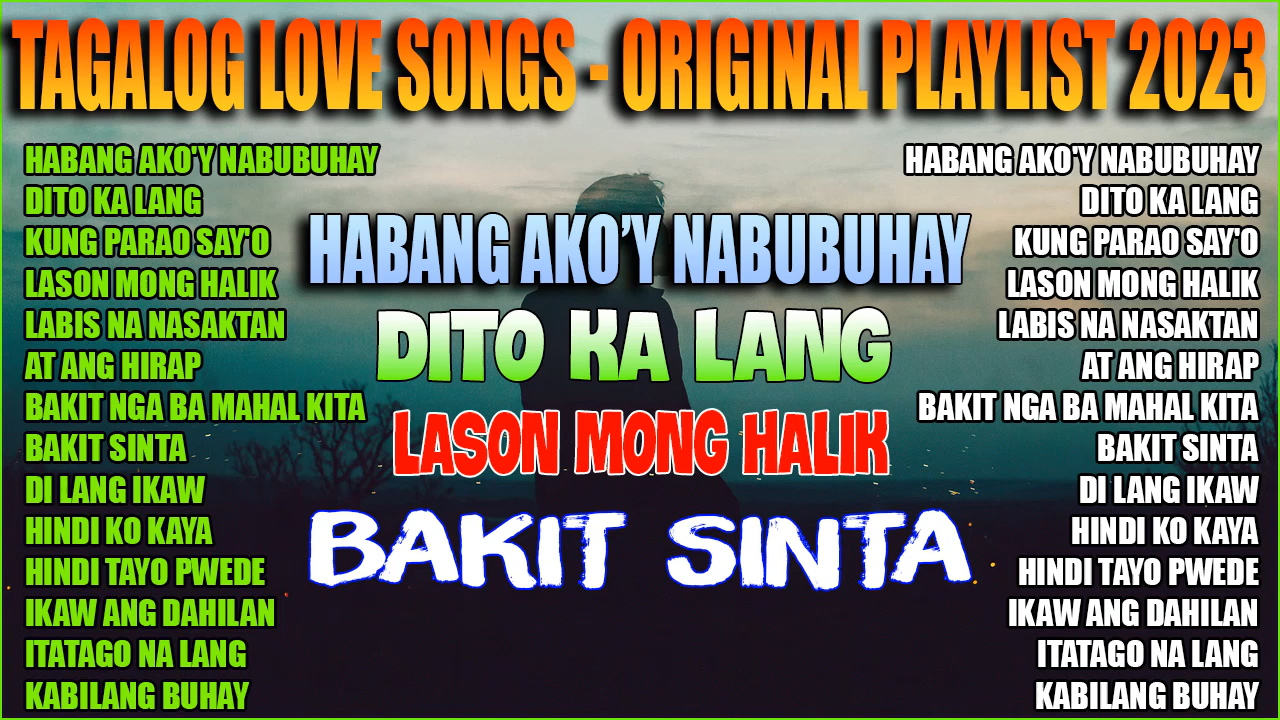 TAGALOG LOVE SONGS - ORIGINAL PLAYLIST 2023
HABANG AKO'Y NABUBUHAY
DITO KA LANG
KUNG PARAO SAY'O
LASON MONG HALIK
LABIS NA NASAKTAN
AT ANG HIRAP
BAKIT NGA BA MAHAL KITA
BAKIT SINTA
DI LANG IKAW
HINDI KO KAYA
HINDI TAYO PWEDE
IKAW ANG DAHILAN
ITATAGO NA LANG
KABILANG BUHAY
HABANG AKO’Y NABUBUHAY
DITO KA LANG
LASON MONG HALIK
BAKIT SINTA
HABANG AKO'Y NABUBUHAY
DITO KA LANG
KUNG PARAO SAY'O
LASON MONG HALIK
LABIS NA NASAKTAN
AT ANG HIRAP
BAKIT NGA BA MAHAL KITA
BAKIT SINTA
DI LANG IKAW
HINDI KO KAYA
HINDI TAYO PWEDE
IKAW ANG DAHILAN
ITATAGO NA LANG
KABILANG BUHAY